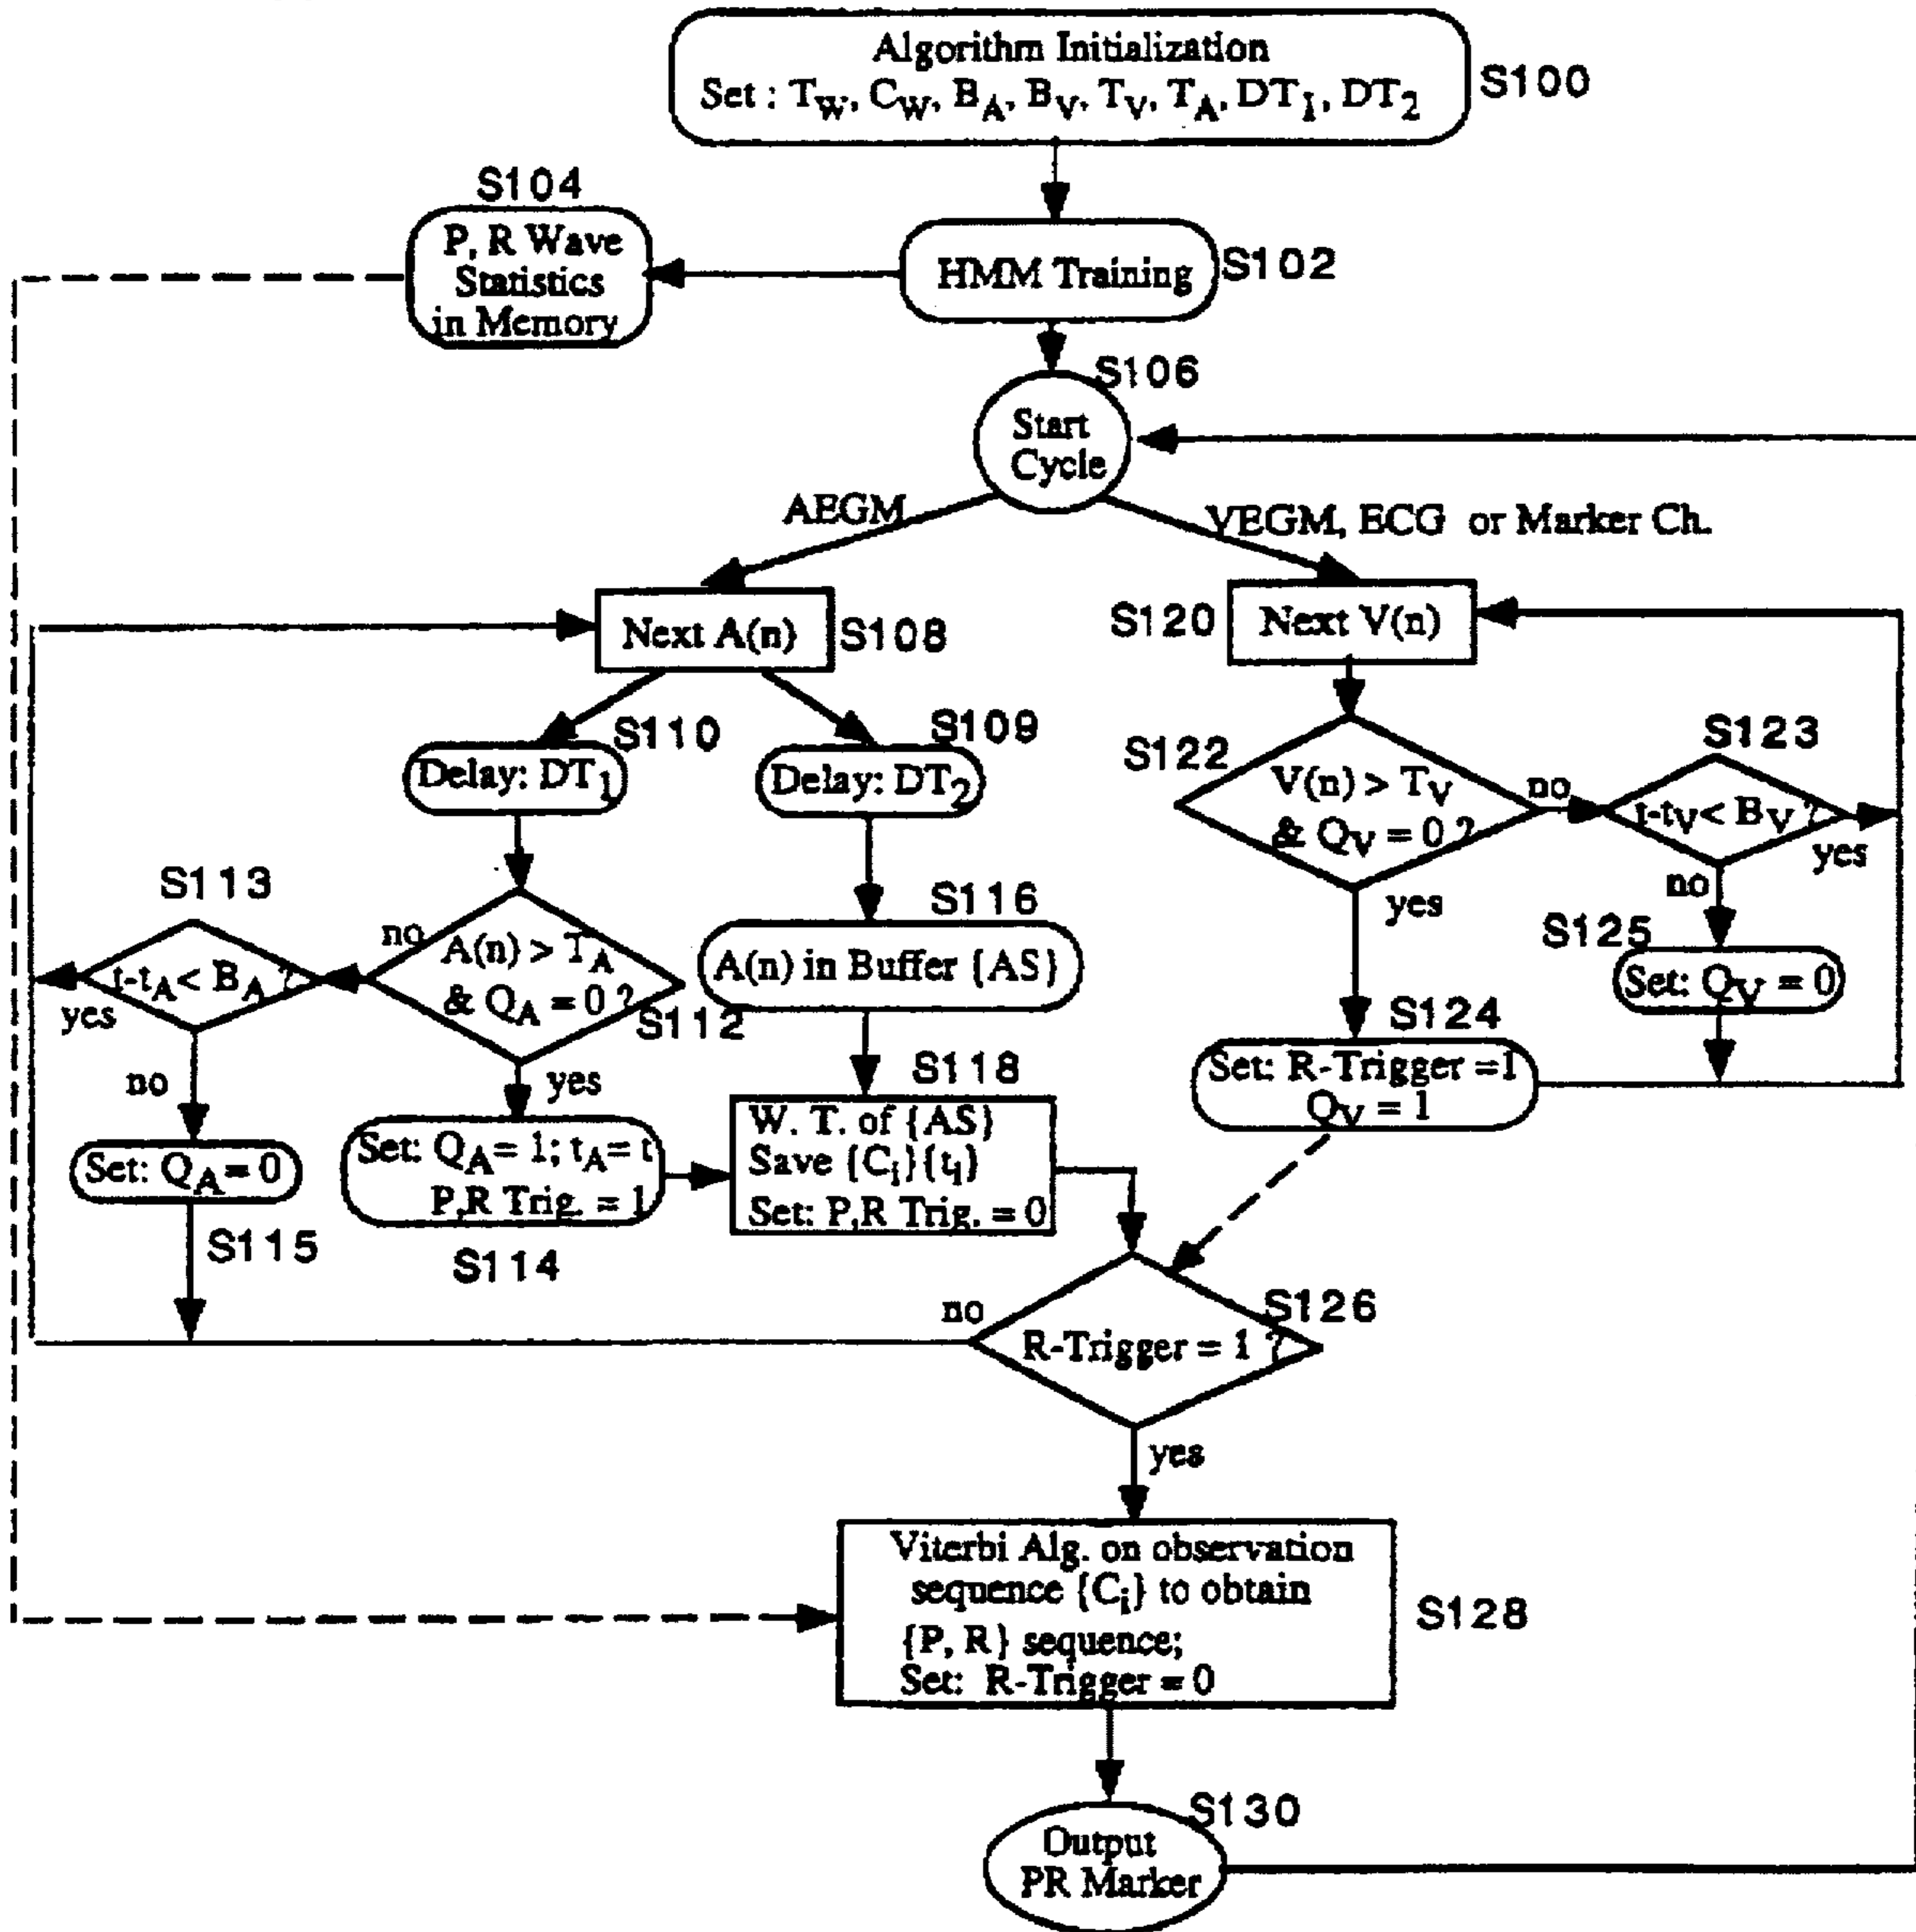 Algorithm Initialization
Set : TW, CW, BA, BV, TV, TA, DT1, DT2
S100
S104
P, R Wave
Statistics
in Memory
HMM Training
S102
S106
Start
Cycle
AEGM
VEGM, ECG or Marker Ch.
Next A(n)
S108
S120
Next V(n)
S110
S109
Delay: DT1
Delay: DT2
S122
V(n) > TV
& QV = 0 ?
no
S123
t-tV < BV ?
yes
no
S125
Set: QV = 0
yes
S113
t-tA < BA ?
yes
no
no
A(n) > TA
& QA = 0 ?
S112
yes
S116
A(n) in Buffer {AS}
S124
Set: R-Trigger =1
QV = 1
S118
W. T. of {AS}
Save {Ci}{ti}
Set: P,R Trig. = 0
Set: QA = 0
S115
Set: QA = 1; tA = t
P,R Trig. = 1
S114
no
S126
R-Trigger = 1 ?
yes
Viterbi Alg. on observation
sequence {Ci} to obtain
{P, R} sequence;
Set: R-Trigger = 0
S128
S130
Output
PR Marker